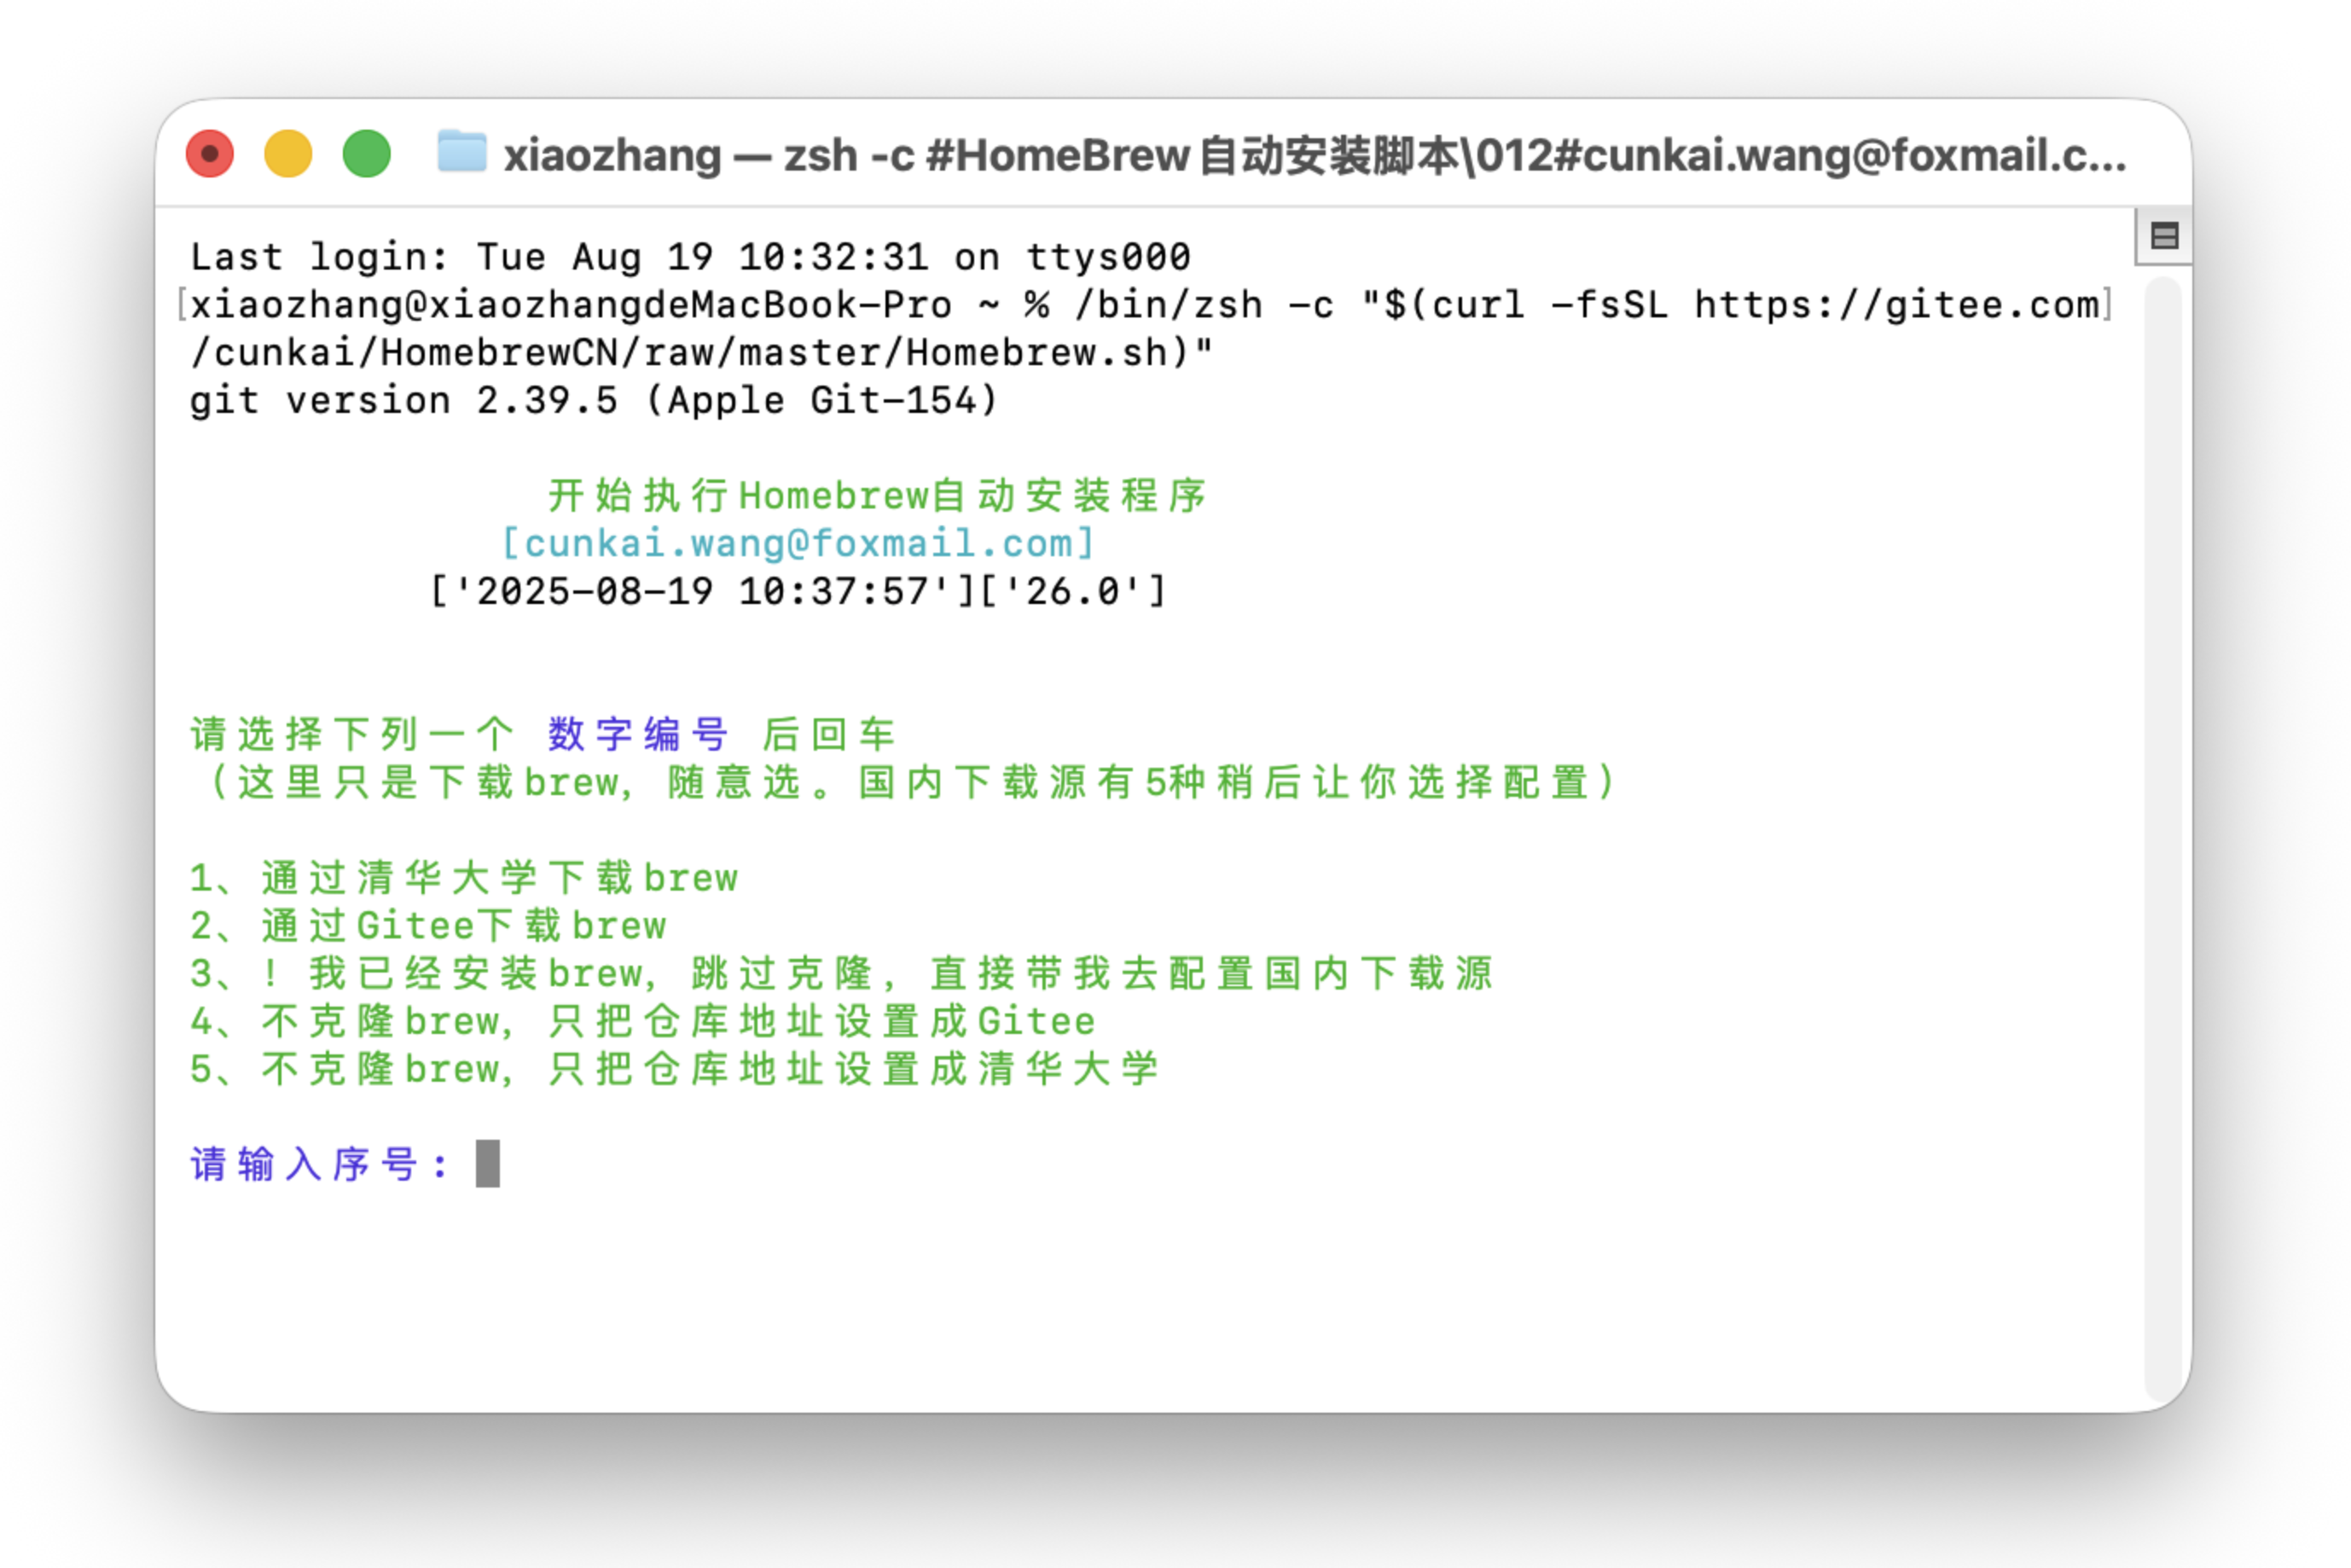 xiaozhang — zsh -c #HomeBrew自动安装脚本\012#cunkai.wang@foxmail.c...
Last login: Tue Aug 19 10:32:31 on ttys000
[xiaozhang@xiaozhangdeMacBook-Pro ~ % /bin/zsh -c "$(curl -fsSL https://gitee.com]
/cunkai/HomebrewCN/raw/master/Homebrew.sh)"
git version 2.39.5 (Apple Git-154)
开始执行Homebrew自动安装程序
[cunkai.wang@foxmail.com]
['2025-08-19 10:37:57']['26.0']
请选择下列一个 数字编号 后回车
（这里只是下载brew，随意选。国内下载源有5种稍后让你选择配置）
1、通过清华大学下载brew
2、通过Gitee下载brew
3、！我已经安装brew，跳过克隆，直接带我去配置国内下载源
4、不克隆brew，只把仓库地址设置成Gitee
5、不克隆brew，只把仓库地址设置成清华大学
请输入序号：